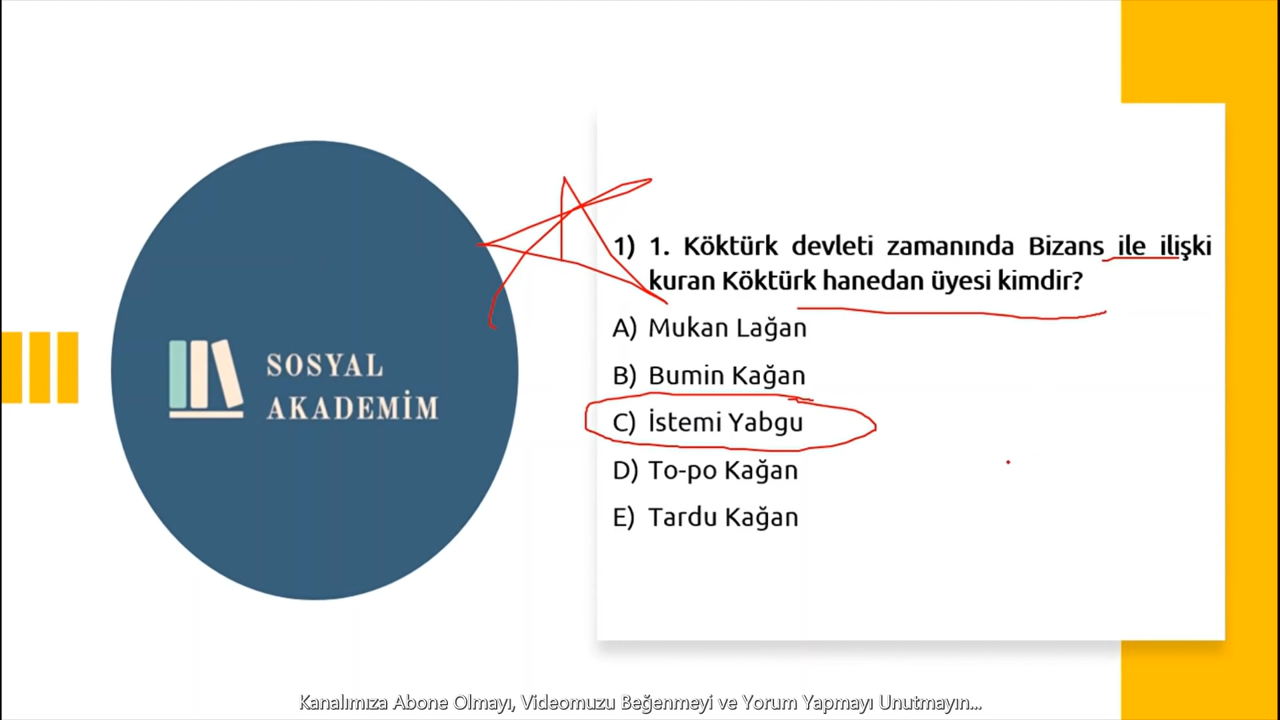 SOSYAL
AKADEMİM
1) 1. Köktürk devleti zamanında Bizans ile ilişki
kuran Köktürk hanedan üyesi kimdir?
A) Mukan Lağan
B) Bumin Kağan
C) İstemi Yabgu
D) To-po Kağan
E) Tardu Kağan
Kanalımıza Abone Olmayı, Videomuzu Beğenmeyi ve Yorum Yapmayı Unutmayın...